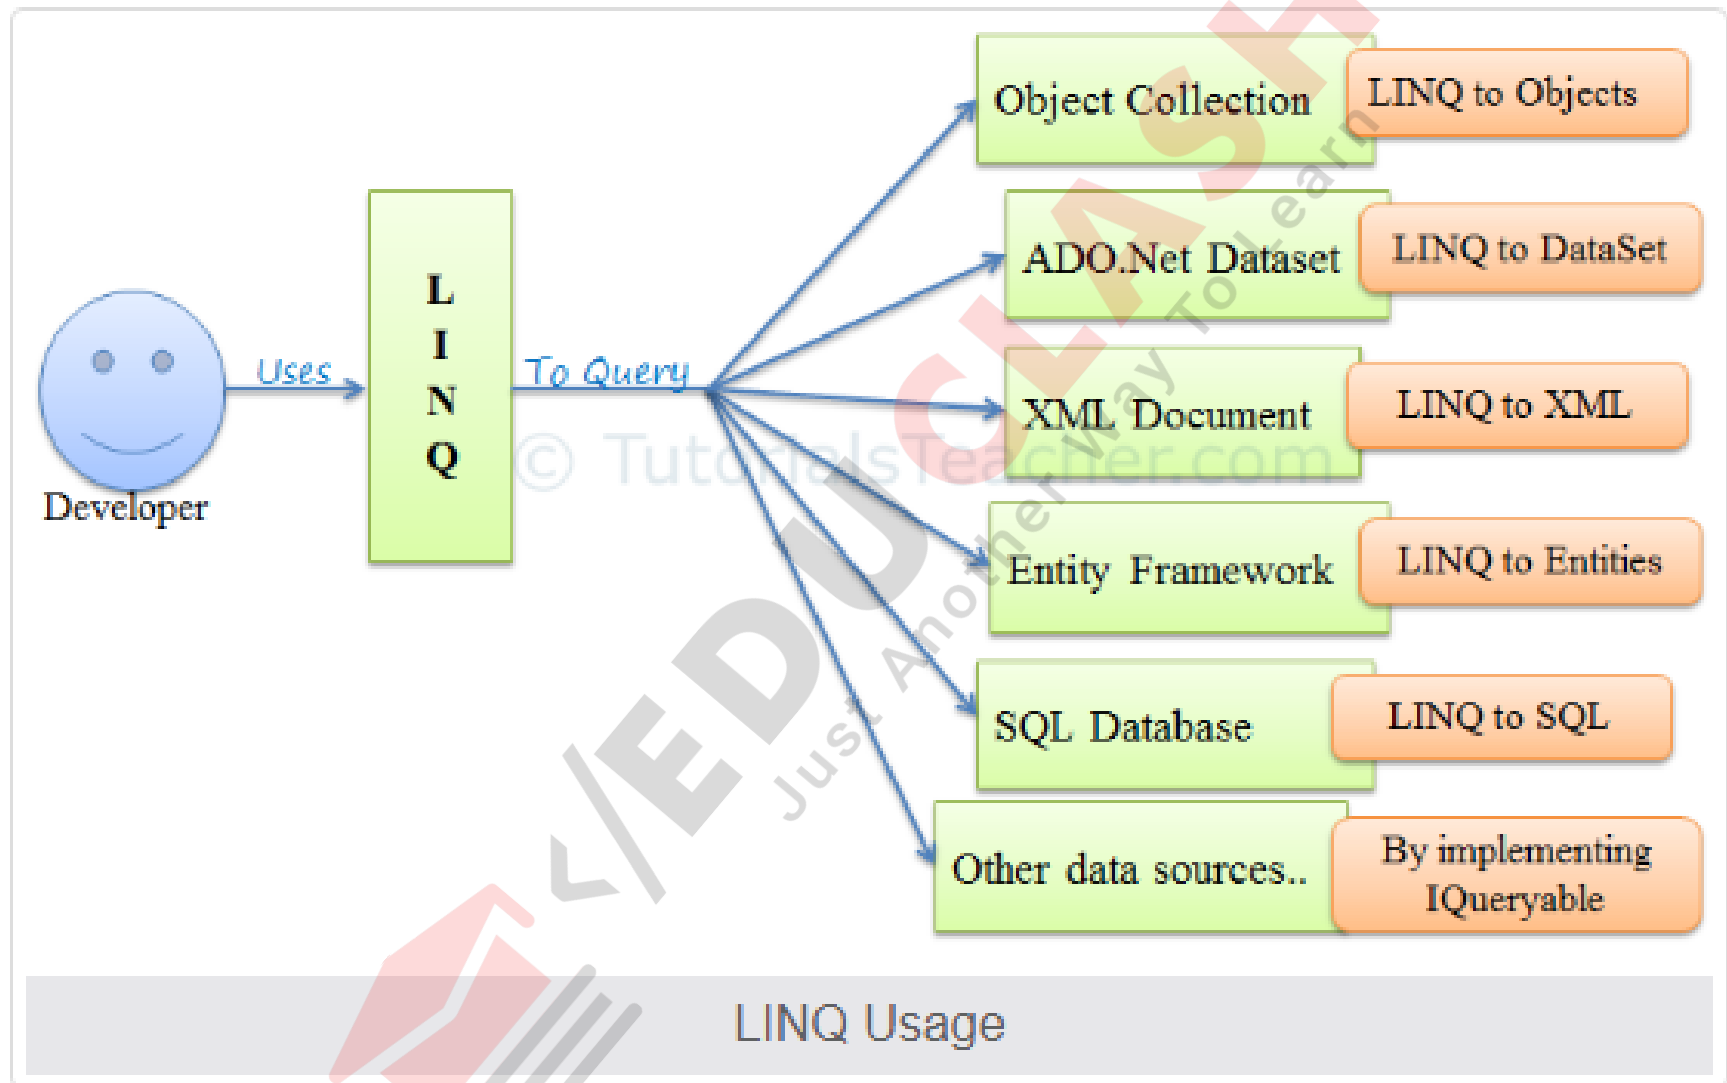 Object Collection
LINQ to Objects
ADO.Net Dataset
LINQ to DataSet
L
I
N
Q
Uses
To Query
XML Document
LINQ to XML
© TutorialsTeacher.com
Developer
Entity Framework
LINQ to Entities
SQL Database
LINQ to SQL
Other data sources..
By implementing
IQueryable
</EDUCLASH
Just Another Way To Learn
LINQ Usage